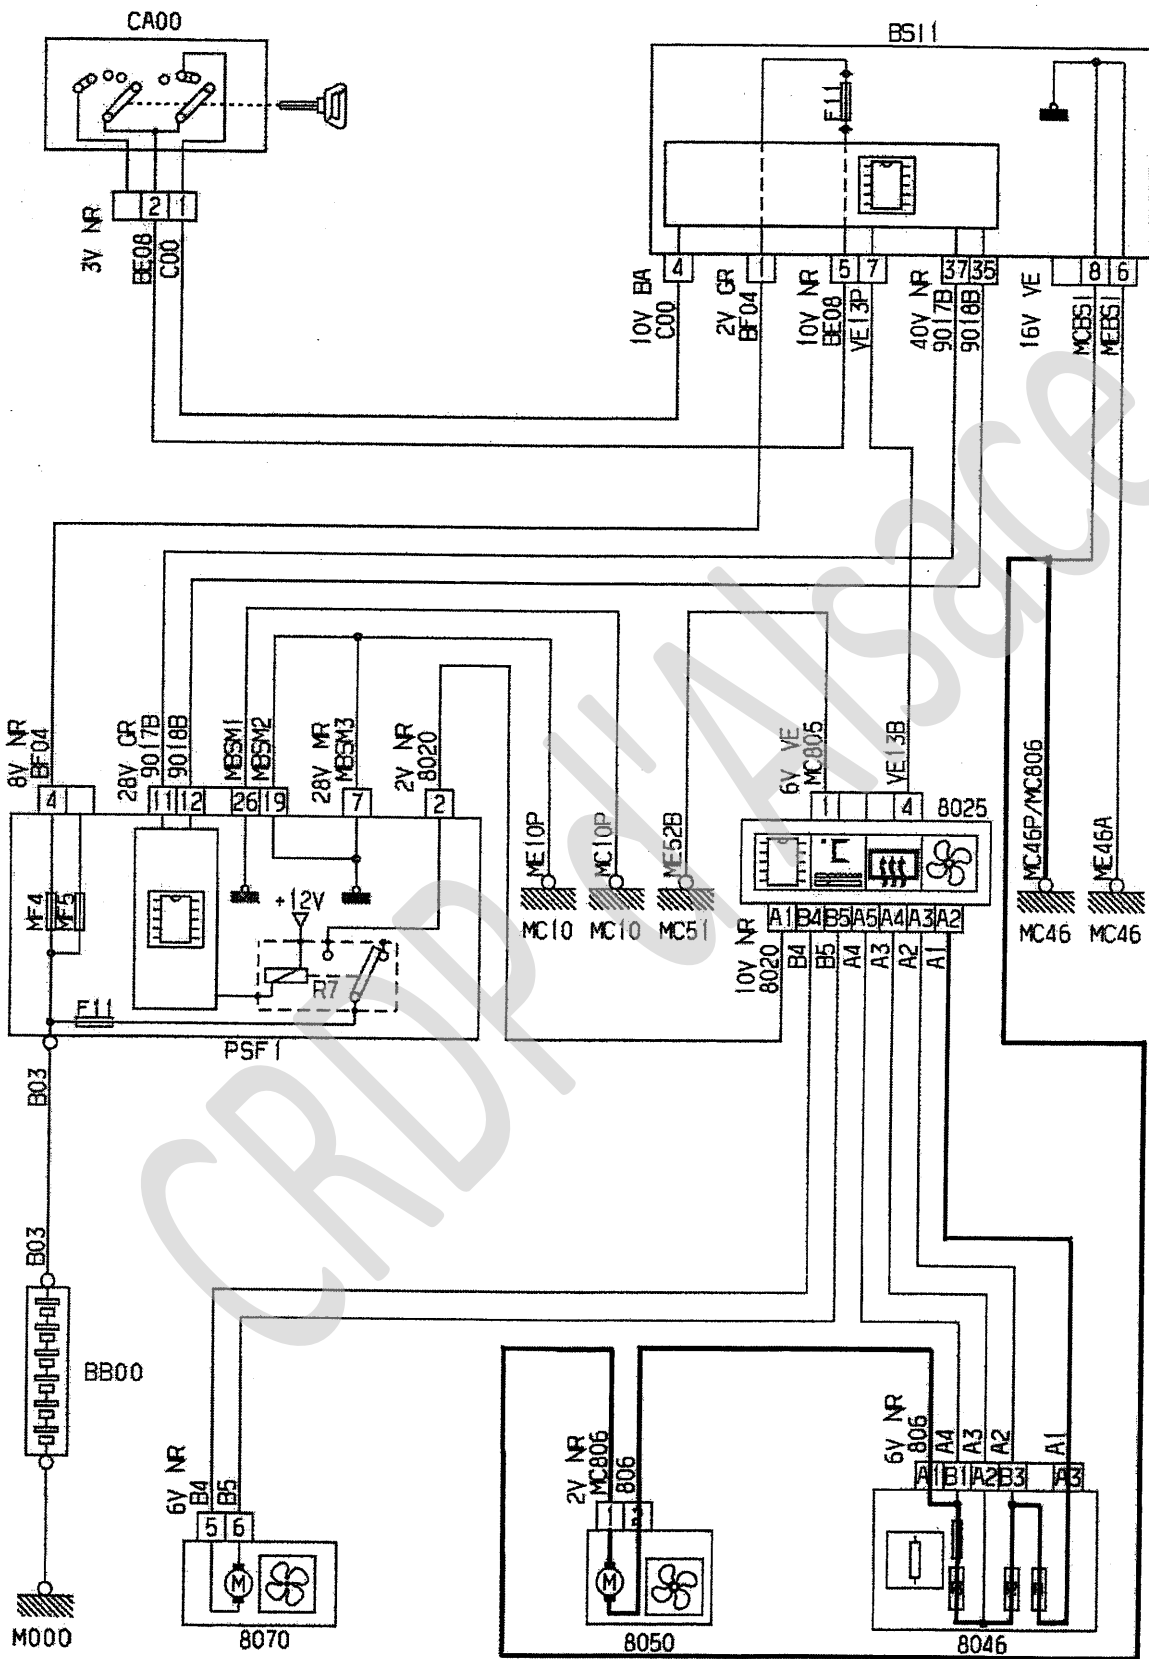 CA00
BSI1
F11
2
1
3V NR
BE08
C00
4
1
5
7
37
35
8
6
10V BA
C00
2V GR
BF04
10V NR
BE08
VE13P
40V NR
9017B
9018B
16V VE
MCBS1
MEBS1
8V NR
BF04
28V GR
9017B
9018B
MBSM1
MBSM2
28V MR
MBSM3
2V NR
8020
6V VE
MC805
VE13B
4
11
12
26
19
7
2
1
4
8025
MF4
MF5
+12V
R7
F11
PSF1
ME10P
MC10P
ME52B
MC10
MC10
MC51
MC46P/MC806
ME46A
MC46
MC46
A1
B4
B5
A5
A4
A3
A2
10V NR
8020
B4
B5
A4
A3
A2
A1
B03
B03
BB00
M000
6V NR
B4
B5
5
6
M
8070
2V NR
MC806
806
1
M
8050
6V NR
806
A4
A3
A2
A1
A1
B1
A2
B3
A3
8046
CRDP d'Alsace